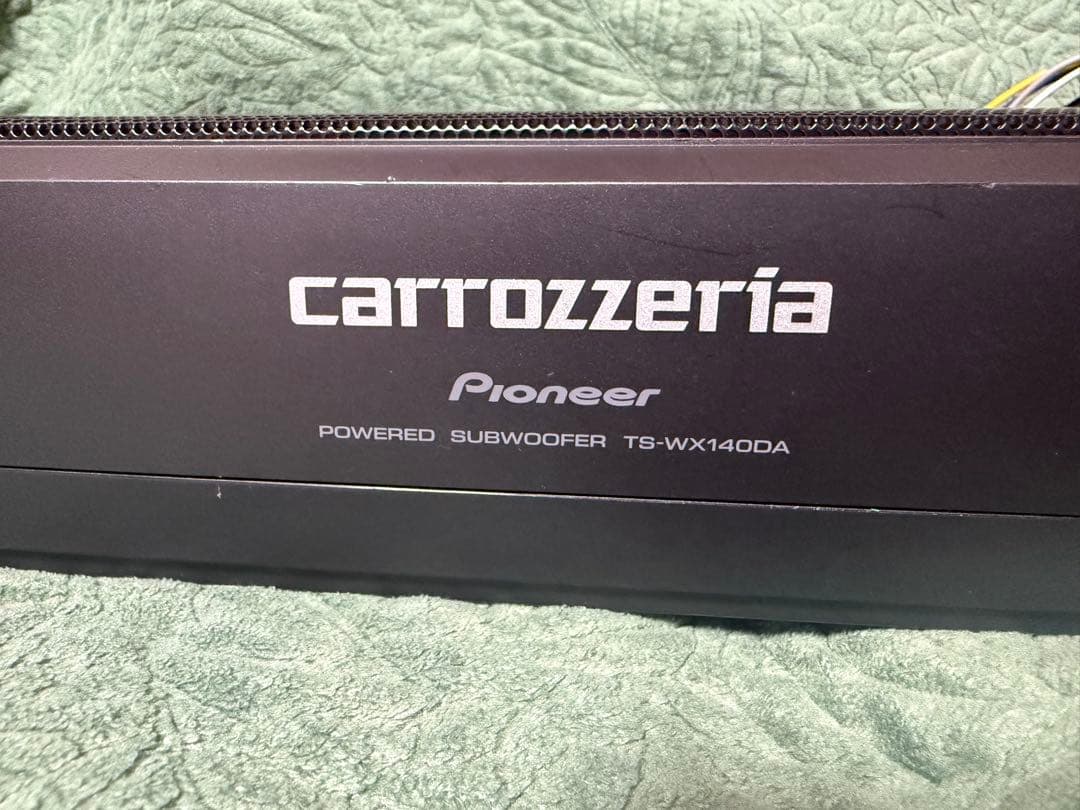 carrozzeria
Pioneer
POWERED SUBWOOFER TS-WX140DA